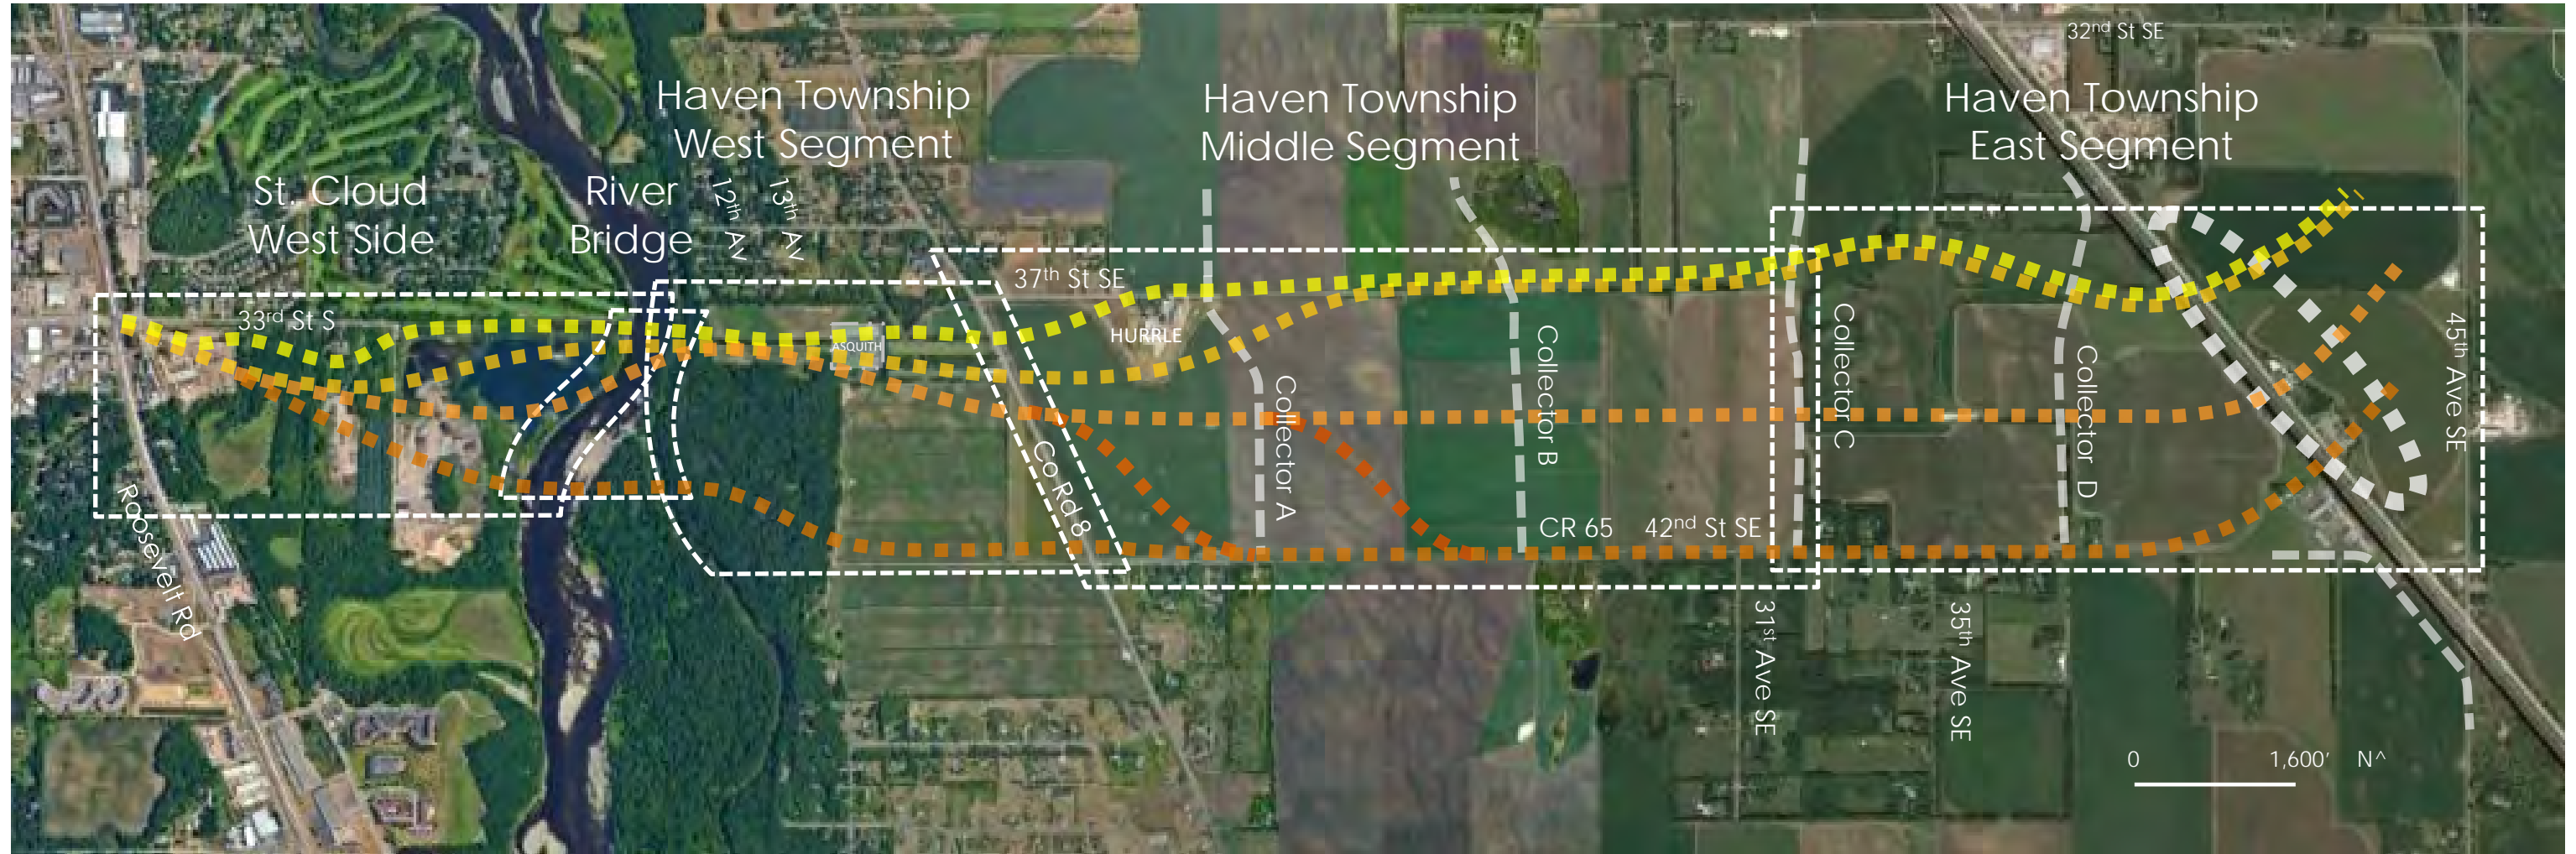 32nd St SE
Haven Township
West Segment
Haven Township
Middle Segment
Haven Township
East Segment
St. Cloud
West Side
River
Bridge
12th AV
13th AV
37th St SE
33rd St S
HURRLE
ASQUITH
Collector A
Collector B
Collector C
Collector D
45th Ave SE
Co Rd 8
Roosevelt Rd
CR 65 42nd St SE
31st Ave SE
35th Ave SE
0 1,600' N^